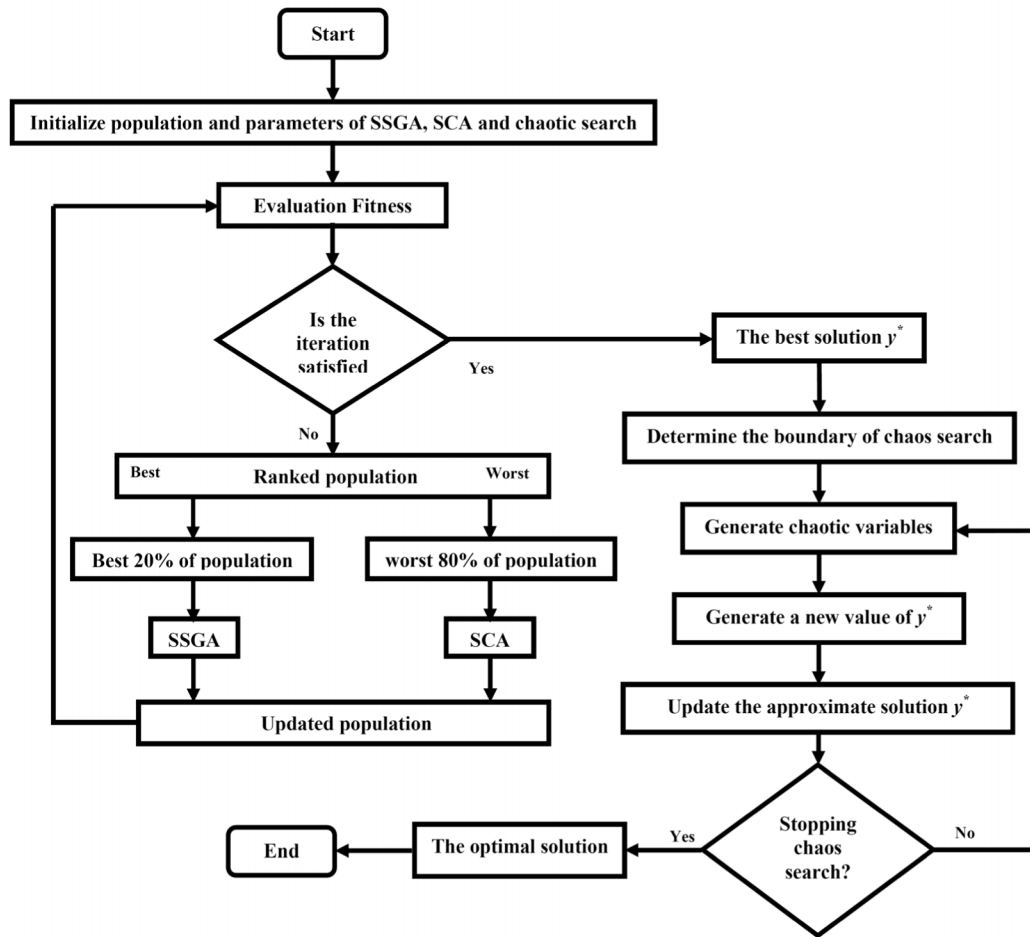 Start
Initialize population and parameters of SSGA, SCA and chaotic search
Evaluation Fitness
Is the
iteration
satisfied
Yes
No
Best
Ranked population
Worst
Best 20% of population
worst 80% of population
SSGA
SCA
Updated population
The best solution y*
Determine the boundary of chaos search
Generate chaotic variables
Generate a new value of y*
Update the approximate solution y*
Stopping
chaos
search?
No
Yes
The optimal solution
End